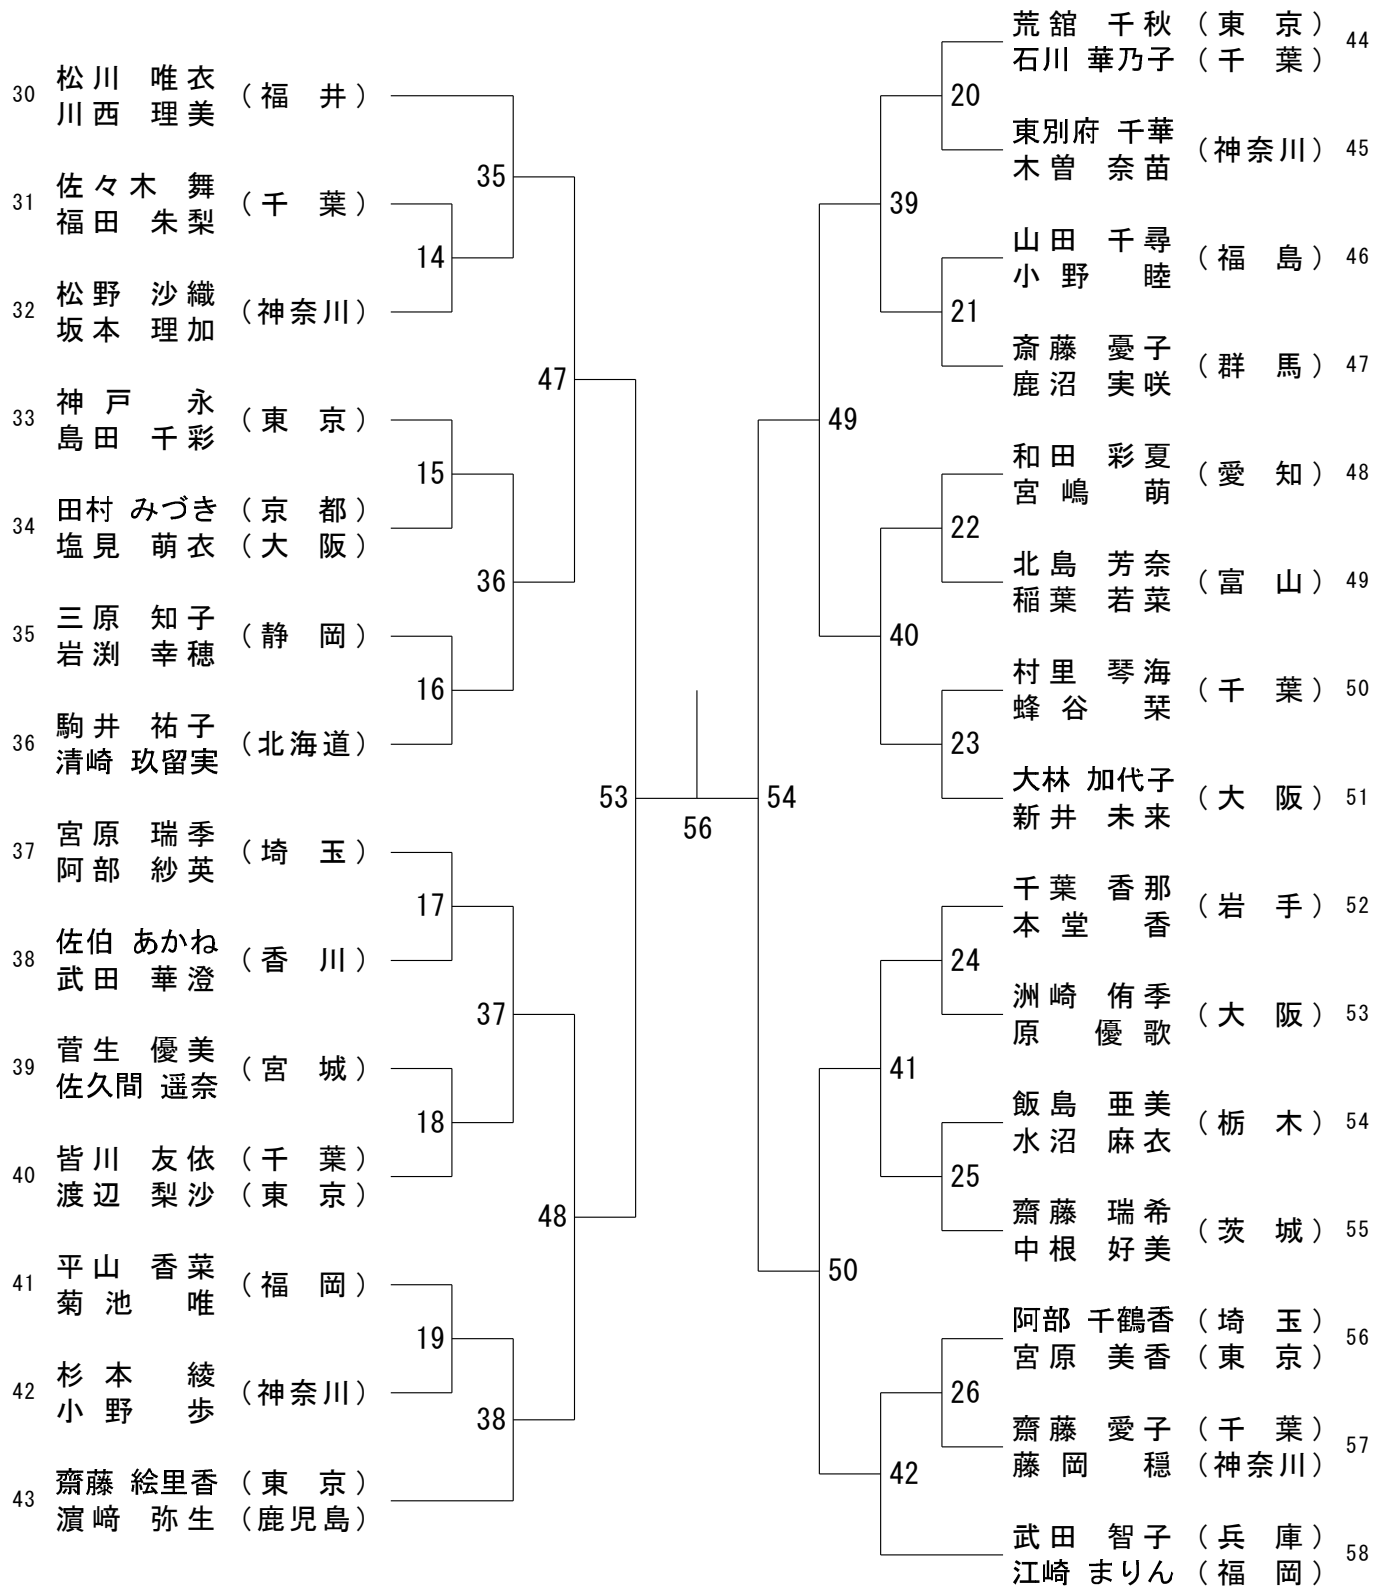 30 松川 唯衣 (福 井)
川西 理美
31 佐々木 舞 (千 葉)
福田 朱梨
14
32 松野 沙織 (神奈川)
坂本 理加
35
33 神戸 永 (東 京)
島田 千彩
15
34 田村 みづき (京 都)
塩見 萌衣 (大 阪)
36
35 三原 知子 (静 岡)
岩渕 幸穂
16
36 駒井 祐子 (北海道)
清崎 玖留実
47
37 宮原 瑞季 (埼 玉)
阿部 紗英
17
38 佐伯 あかね (香 川)
武田 華澄
37
39 菅生 優美 (宮 城)
佐久間 遥奈
18
40 皆川 友依 (千 葉)
渡辺 梨沙 (東 京)
48
41 平山 香菜 (福 岡)
菊池 唯
19
42 杉本 綾 (神奈川)
小野 歩
38
43 齋藤 絵里香 (東 京)
濵﨑 弥生 (鹿児島)
53
56
54
荒舘 千秋 (東 京) 44
石川 華乃子 (千 葉)
20
東別府 千華 (神奈川) 45
木曽 奈苗
39
山田 千尋 (福 島) 46
小野 睦
21
斎藤 憂子 (群 馬) 47
鹿沼 実咲
49
和田 彩夏 (愛 知) 48
宮嶋 萌
22
北島 芳奈 (富 山) 49
稲葉 若菜
40
村里 琴海 (千 葉) 50
蜂谷 栞
23
大林 加代子 (大 阪) 51
新井 未来
千葉 香那 (岩 手) 52
本堂 香
24
洲崎 侑季 (大 阪) 53
原 優歌
41
飯島 亜美 (栃 木) 54
水沼 麻衣
25
齋藤 瑞希 (茨 城) 55
中根 好美
50
阿部 千鶴香 (埼 玉) 56
宮原 美香 (東 京)
26
齋藤 愛子 (千 葉) 57
藤岡 穏 (神奈川)
42
武田 智子 (兵 庫) 58
江崎 まりん (福 岡)